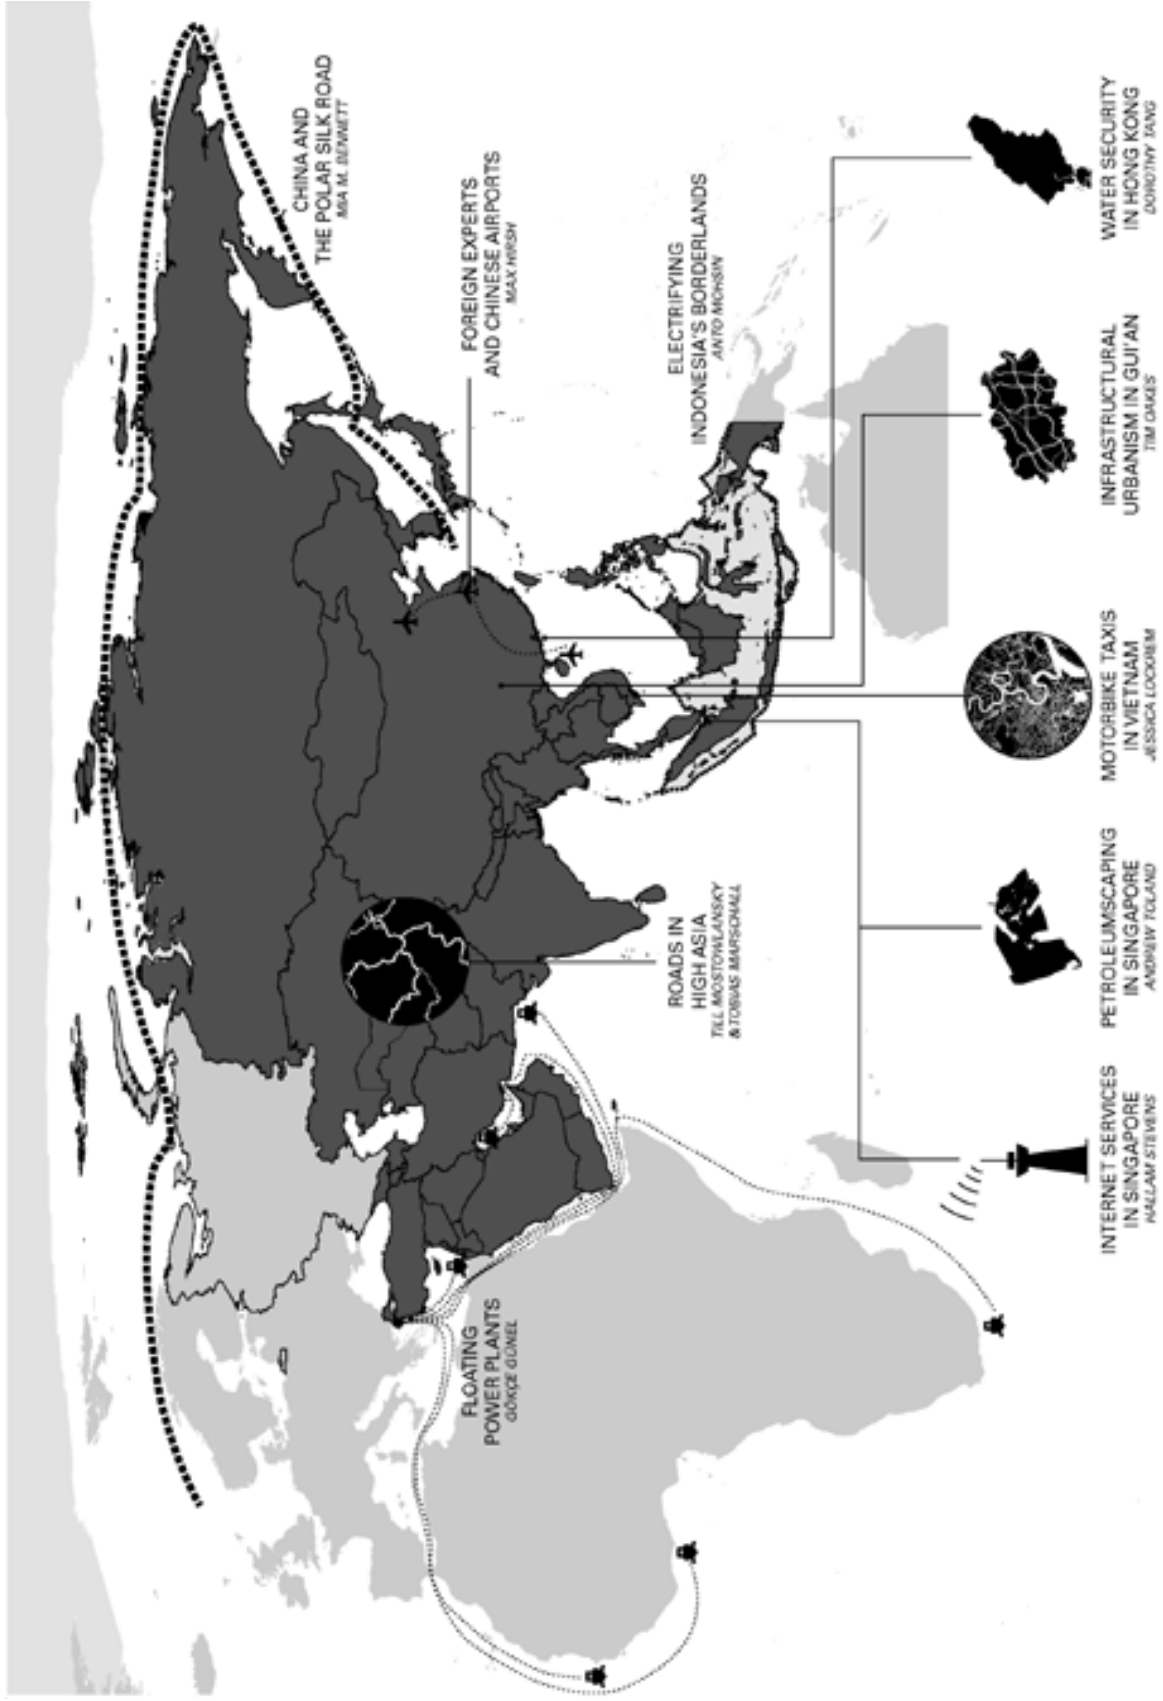 CHINA AND
THE POLAR SILK ROAD
MIA M. BENNETT
FOREIGN EXPERTS
AND CHINESE AIRPORTS
MAX HIRSH
ELECTRIFYING
INDONESIA'S BORDERLANDS
ANTO MOHSIN
ROADS IN
HIGH ASIA
TILL MOSTOWLANSKY
& TOBIAS MARSCHALL
FLOATING
POWER PLANTS
GÖKÇE GÜNEL
INTERNET SERVICES
IN SINGAPORE
HALLAM STEVENS
PETROLEUMSCAPING
IN SINGAPORE
ANDREW TOLAND
MOTORBIKE TAXIS
IN VIETNAM
JESSICA LOCKREM
INFRASTRUCTURAL
URBANISM IN GUI'AN
TIM OAKES
WATER SECURITY
IN HONG KONG
DOROTHY TANG